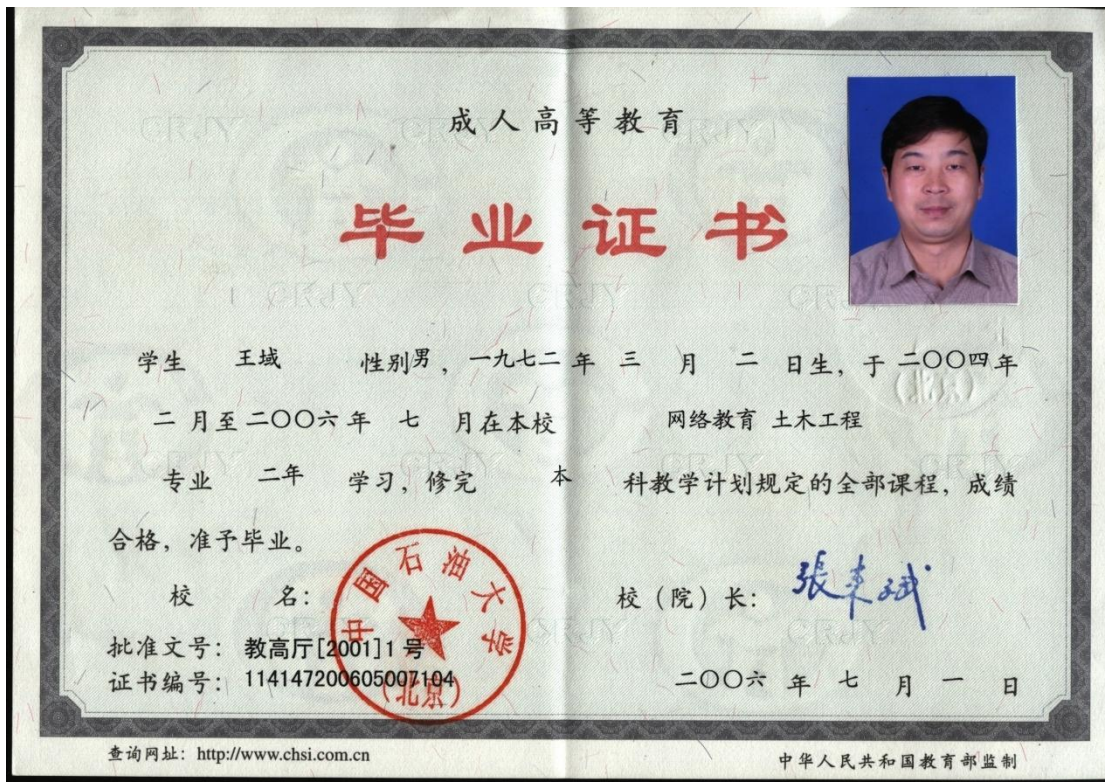 成人高等教育
毕业证书
学生 王域 性别男，一九七二年 三 月 二 日生，于二〇〇四年
二 月至二〇〇六年 七 月在本校 网络教育 土木工程
专业 二年 学习，修完 本 科教学计划规定的全部课程，成绩
合格，准予毕业。
中国石油大学
(北京)
校 名：
校（院）长： 張来斌
批准文号： 教高厅[2001]1号
证书编号： 114147200605007104
二〇〇六 年 七 月 一 日
查询网址：http://www.chsi.com.cn
中华人民共和国教育部监制